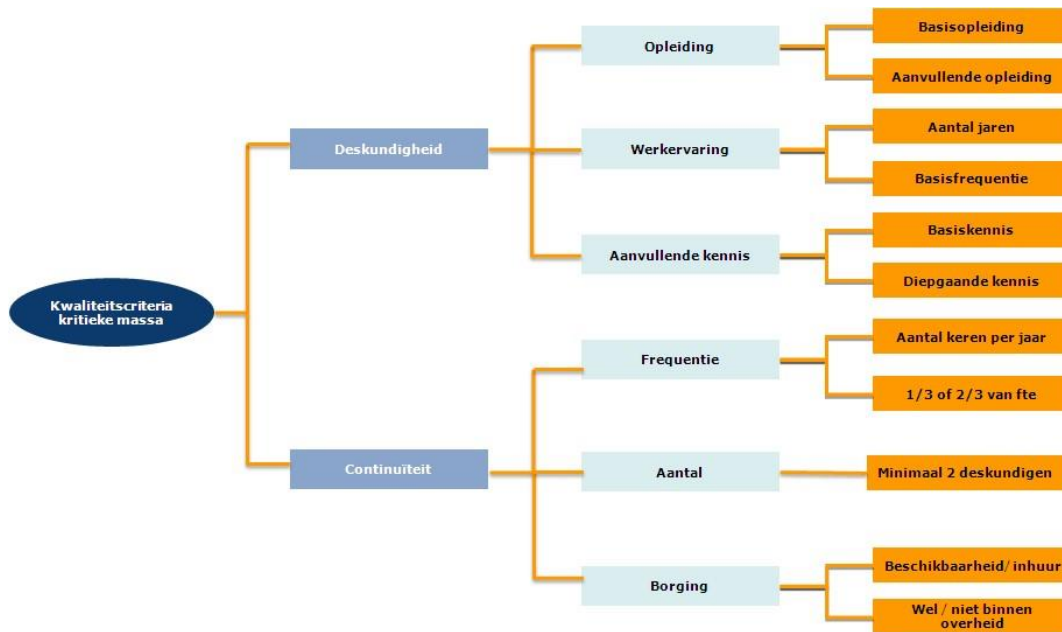 Kwaliteitscriteria
kritieke massa
Deskundigheid
Opleiding
Basisopleiding
Aanvullende opleiding
Werkervaring
Aantal jaren
Basisfrequentie
Aanvullende kennis
Basiskennis
Diepgaande kennis
Continuïteit
Frequentie
Aantal keren per jaar
1/3 of 2/3 van fte
Aantal
Minimaal 2 deskundigen
Borging
Beschikbaarheid/ inhuur
Wel / niet binnen
overheid